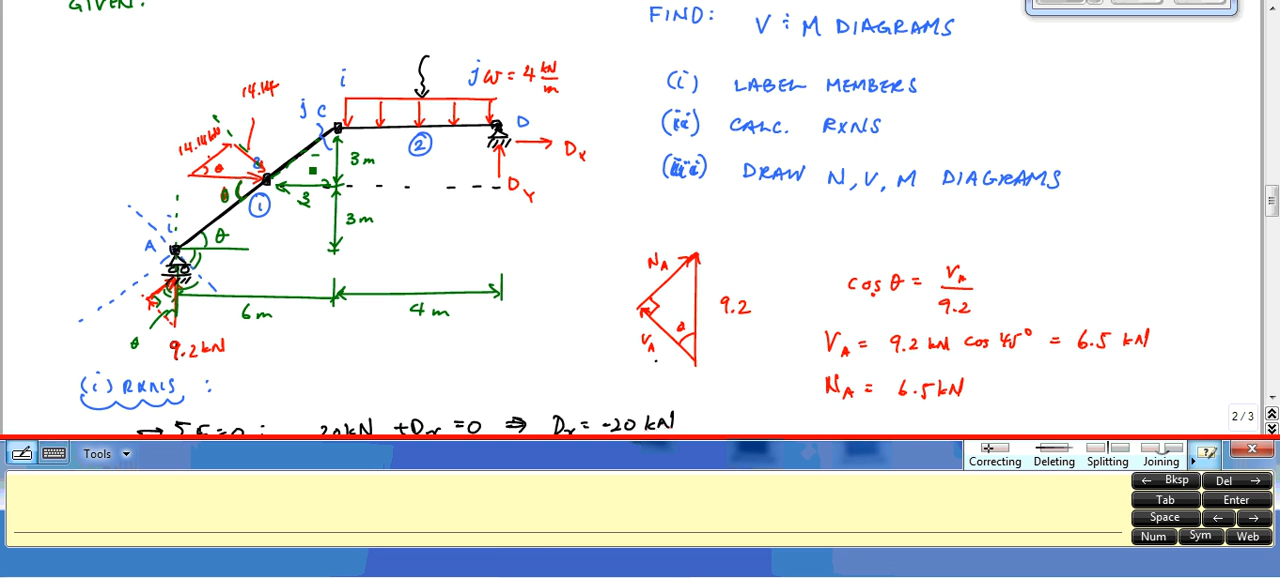 GIVEN:
FIND: V & M DIAGRAMS
(i) LABEL MEMBERS
(ii) CALC. RXNS
(iii) DRAW N, V, M DIAGRAMS
i
j
w = 4 kN/m
14.14
j
C
D
14.14 kN
θ
B
2
3 m
Dx
θ
1
3
Dy
3 m
i
A
θ
6 m
4 m
θ
9.2 kN
NA
9.2
θ
VA
cos θ = VA/9.2
VA = 9.2 kN cos 45° = 6.5 kN
NA = 6.5 kN
(i) RXNS :
20 kN + Dx = 0 ⇒ Dx = -20 kN
2 / 3
Tools
Correcting
Deleting
Splitting
Joining
← Bksp
Del →
Tab
Enter
Space
←
→
Num
Sym
Web